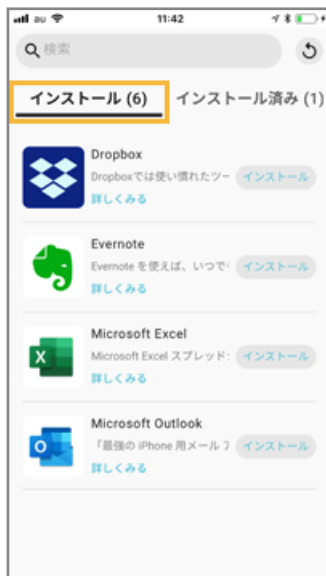 au 11:42
検索
インストール (6) インストール済み (1)
Dropbox
Dropboxでは使い慣れたツー インストール
詳しくみる
Evernote
Evernote を使えば、いつで インストール
詳しくみる
Microsoft Excel
Microsoft Excel スプレッド インストール
詳しくみる
Microsoft Outlook
「最強の iPhone 用メール インストール
詳しくみる